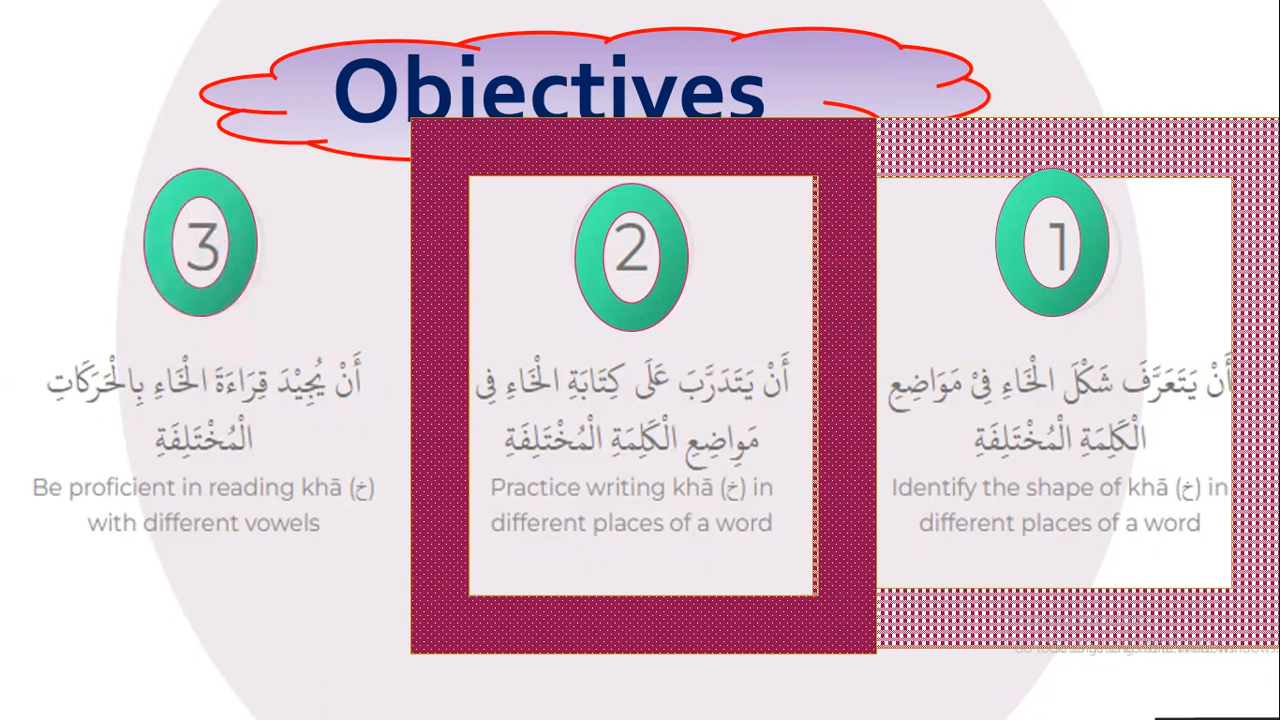 Objectives
1
أَنْ يَتَعَرَّفَ شَكْلَ الْخَاءِ فِيْ مَوَاضِعِ
الْكَلِمَةِ الْمُخْتَلِفَةِ
Identify the shape of khā (خ) in
different places of a word
2
أَنْ يَتَدَرَّبَ عَلَى كِتَابَةِ الْخَاءِ فِي
مَوَاضِعِ الْكَلِمَةِ الْمُخْتَلِفَةِ
Practice writing khā (خ) in
different places of a word
3
أَنْ يُجِيْدَ قِرَاءَةَ الْخَاءِ بِالْحَرَكَاتِ
الْمُخْتَلِفَةِ
Be proficient in reading khā (خ)
with different vowels